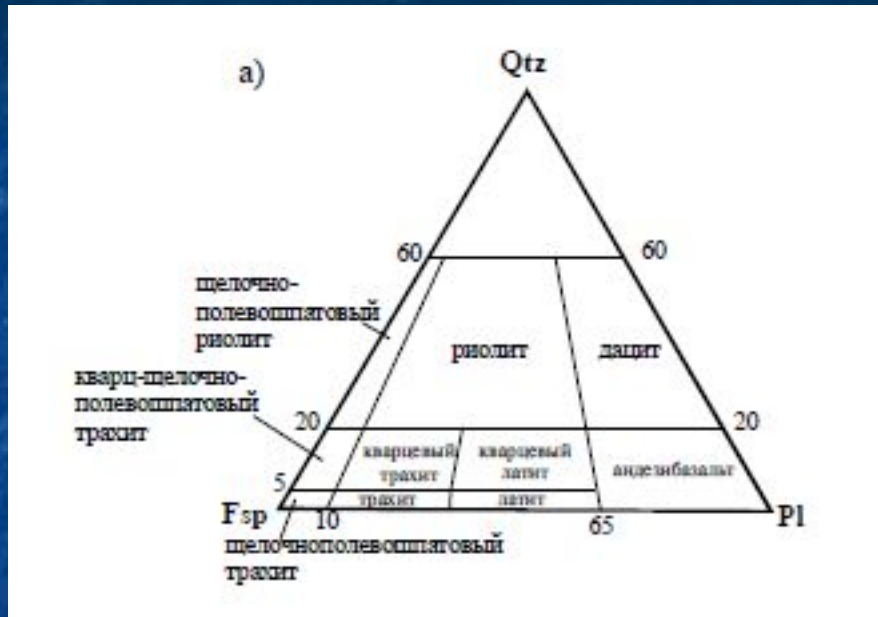 а)
Qtz
60
60
щелочно-
полевошпатовый
риолит
риолит
дацит
кварц-щелочно-
полевошпатовый
трахит
20
20
кварцевый
трахит
кварцевый
латит
андезибазальт
5
трахит
латит
Fsp
10
65
Pl
щелочнополевошпатовый
трахит